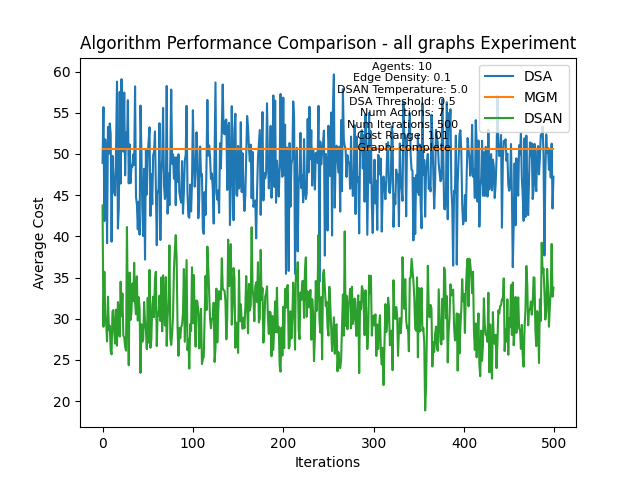 Algorithm Performance Comparison - all graphs Experiment
Agents: 10
Edge Density: 0.1
DSAN Temperature: 5.0
DSA Threshold: 0.5
Num Actions: 7
Num Iterations: 500
Cost Range: 101
Graph: complete
DSA
MGM
DSAN
Average Cost
60
55
50
45
40
35
30
25
20
0
100
200
300
400
500
Iterations